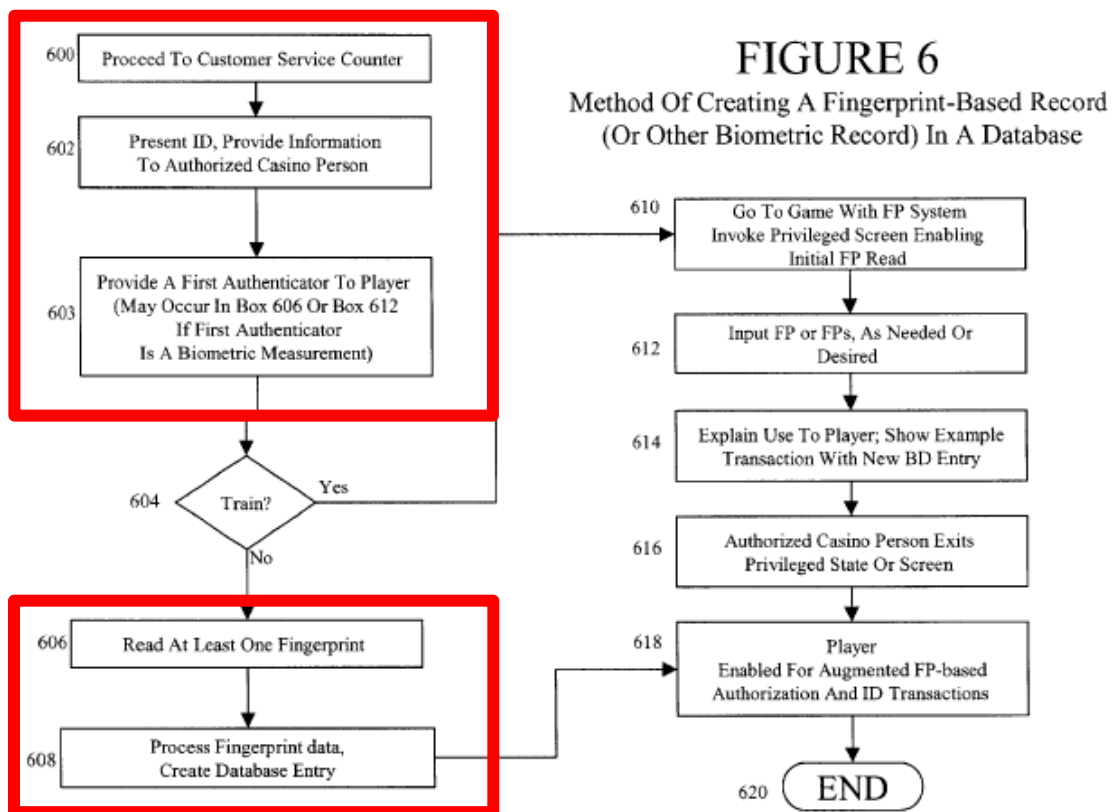 FIGURE 6
Method Of Creating A Fingerprint-Based Record
(Or Other Biometric Record) In A Database
600
Proceed To Customer Service Counter
602
Present ID, Provide Information
To Authorized Casino Person
603
Provide A First Authenticator To Player
(May Occur In Box 606 Or Box 612
If First Authenticator
Is A Biometric Measurement)
604
Train?
Yes
No
606
Read At Least One Fingerprint
608
Process Fingerprint data,
Create Database Entry
610
Go To Game With FP System
Invoke Privileged Screen Enabling
Initial FP Read
612
Input FP or FPs, As Needed Or
Desired
614
Explain Use To Player; Show Example
Transaction With New BD Entry
616
Authorized Casino Person Exits
Privileged State Or Screen
618
Player
Enabled For Augmented FP-based
Authorization And ID Transactions
620
END